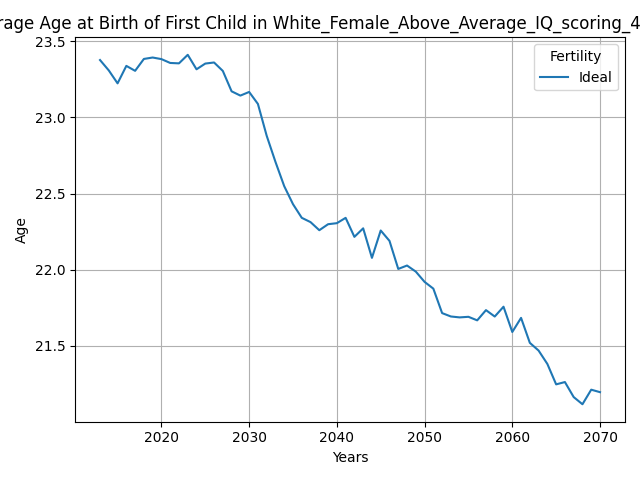 rage Age at Birth of First Child in White_Female_Above_Average_IQ_scoring_4
23.5
23.0
22.5
22.0
21.5
Age
Fertility
Ideal
2020 2030 2040 2050 2060 2070
Years